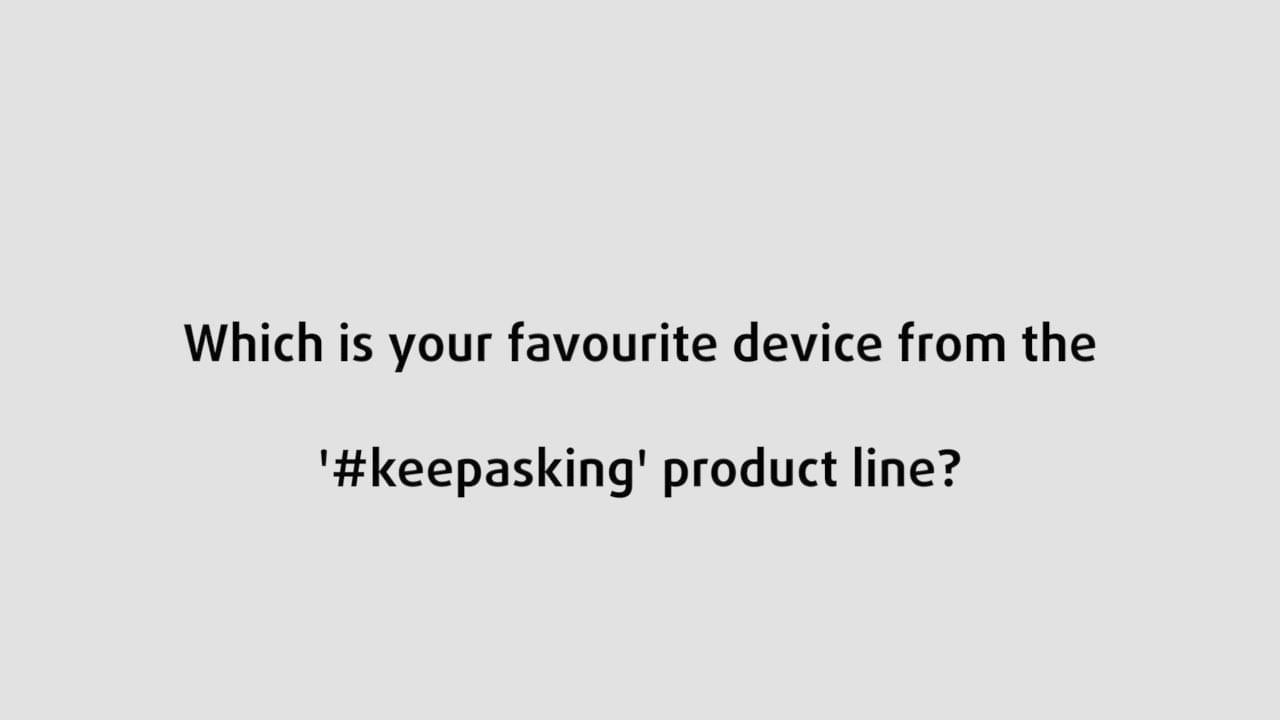 Which is your favourite device from the
'#keepasking' product line?